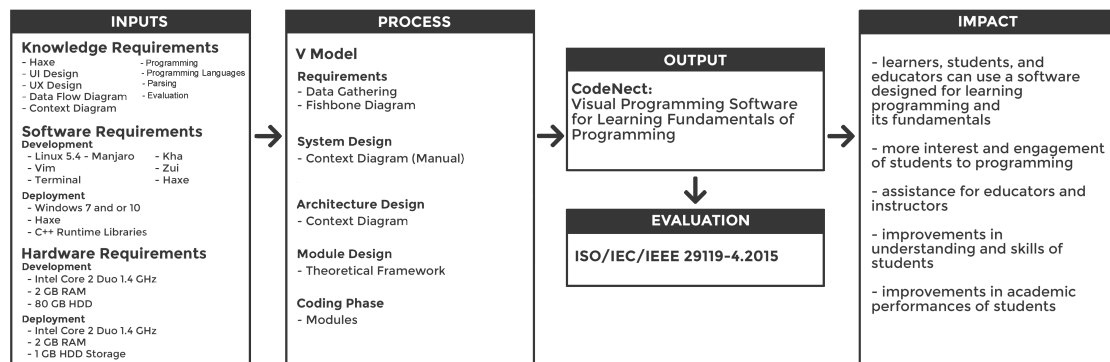 INPUTS
Knowledge Requirements
- Haxe
- UI Design
- UX Design
- Data Flow Diagram
- Context Diagram
- Programming
- Programming Languages
- Parsing
- Evaluation
Software Requirements
Development
- Linux 5.4 - Manjaro
- Vim
- Terminal
- Kha
- Zui
- Haxe
Deployment
- Windows 7 and or 10
- Haxe
- C++ Runtime Libraries
Hardware Requirements
Development
- Intel Core 2 Duo 1.4 GHz
- 2 GB RAM
- 80 GB HDD
Deployment
- Intel Core 2 Duo 1.4 GHz
- 2 GB RAM
- 1 GB HDD Storage
PROCESS
V Model
Requirements
- Data Gathering
- Fishbone Diagram
System Design
- Context Diagram (Manual)
Architecture Design
- Context Diagram
Module Design
- Theoretical Framework
Coding Phase
- Modules
OUTPUT
CodeNect:
Visual Programming Software
for Learning Fundamentals of
Programming
EVALUATION
ISO/IEC/IEEE 29119-4.2015
IMPACT
- learners, students, and
educators can use a software
designed for learning
programming and
its fundamentals
- more interest and engagement
of students to programming
- assistance for educators and
instructors
- improvements in
understanding and skills of
students
- improvements in academic
performances of students